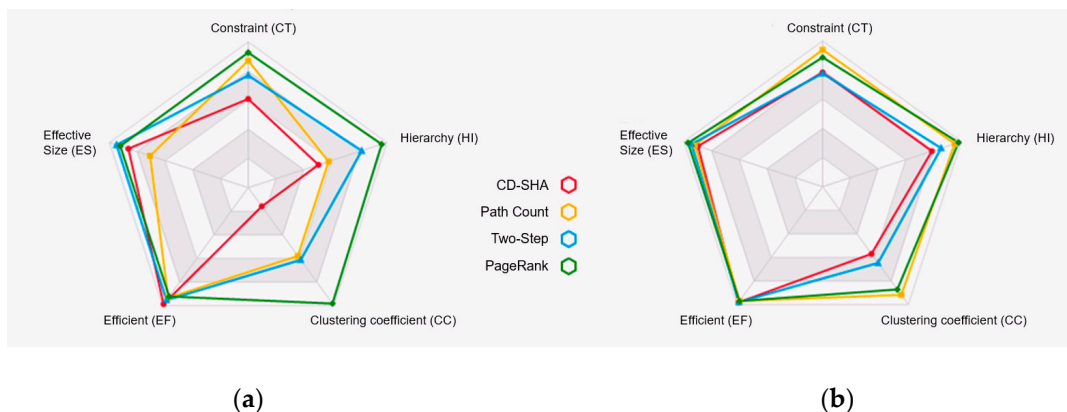 Constraint (CT)
Effective
Size (ES)
Hierarchy (HI)
Efficient (EF)
Clustering coefficient (CC)
CD-SHA
Path Count
Two-Step
PageRank
Constraint (CT)
Effective
Size (ES)
Hierarchy (HI)
Efficient (EF)
Clustering coefficient (CC)
(a)
(b)